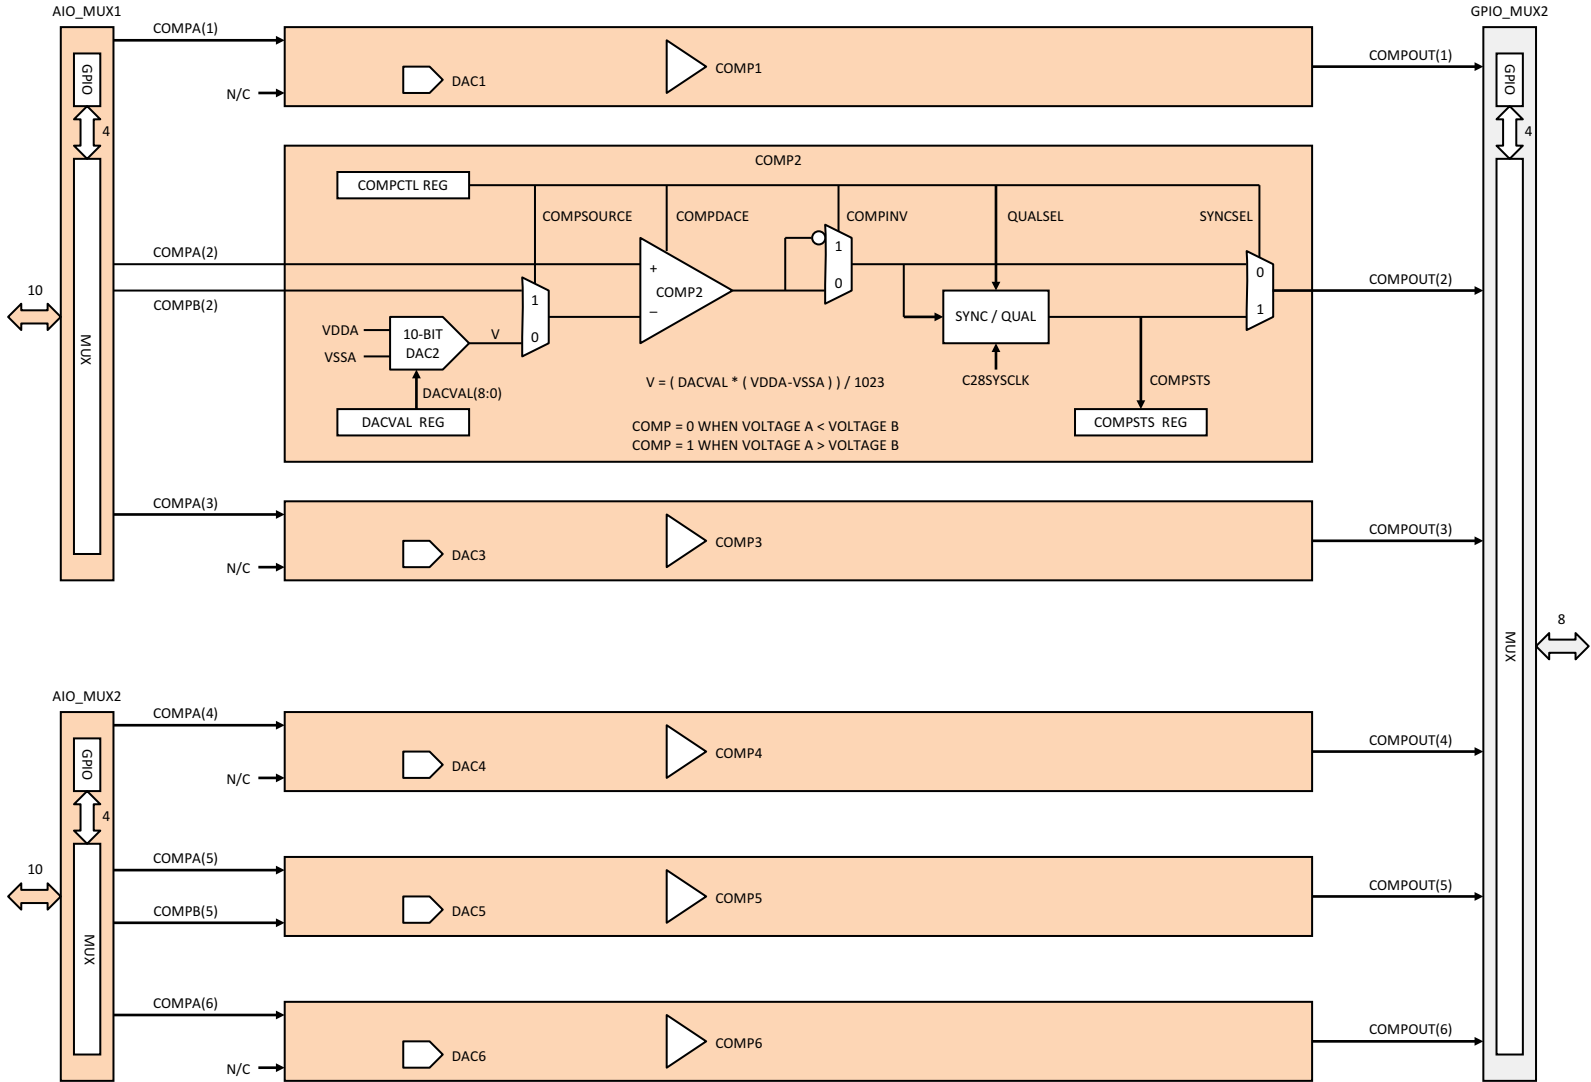 AIO_MUX1
GPIO_MUX2
COMPA(1)
GPIO
4
N/C
DAC1
COMP1
COMPOUT(1)
GPIO
4
COMP2
COMPCTL REG
COMPSOURCE
COMPDACE
COMPINV
QUALSEL
SYNCSEL
COMPA(2)
COMPB(2)
10
MUX
VDDA
VSSA
10-BIT
DAC2
V
1
0
+
COMP2
–
1
0
SYNC / QUAL
0
1
COMPOUT(2)
DACVAL(8:0)
DACVAL REG
V = ( DACVAL * ( VDDA-VSSA ) ) / 1023
C28SYSCLK
COMPSTS
COMPSTS REG
COMP = 0 WHEN VOLTAGE A < VOLTAGE B
COMP = 1 WHEN VOLTAGE A > VOLTAGE B
COMPA(3)
N/C
DAC3
COMP3
COMPOUT(3)
MUX
8
AIO_MUX2
COMPA(4)
GPIO
4
N/C
DAC4
COMP4
COMPOUT(4)
10
MUX
COMPA(5)
COMPB(5)
DAC5
COMP5
COMPOUT(5)
COMPA(6)
N/C
DAC6
COMP6
COMPOUT(6)